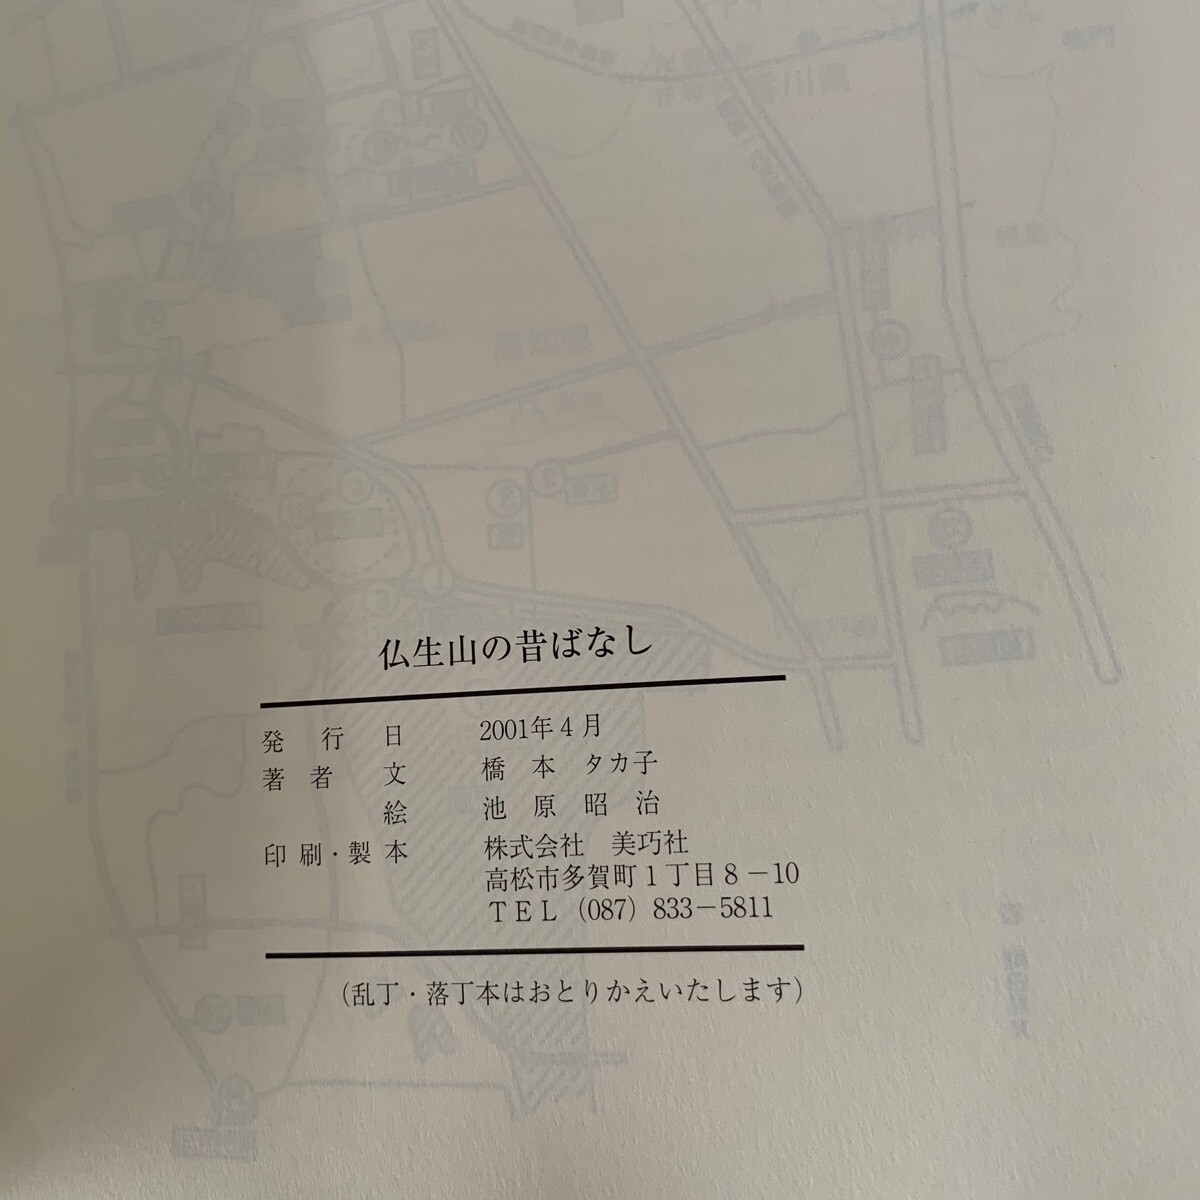 仏生山の昔ばなし
発行日 2001年4月
著者 文 橋本 タカ子
絵 池原 昭治
印刷・製本 株式会社 美巧社
高松市多賀町1丁目8-10
TEL (087) 833-5811
(乱丁・落丁本はおとりかえいたします)